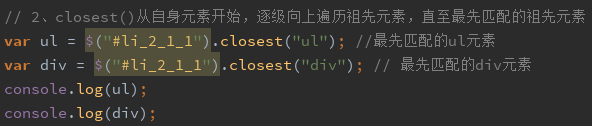 // 2、closest()从自身元素开始，逐级向上遍历祖先元素，直至最先匹配的祖先元素
var ul = $("#li_2_1_1").closest("ul"); //最先匹配的ul元素
var div = $("#li_2_1_1").closest("div"); // 最先匹配的div元素
console.log(ul);
console.log(div);